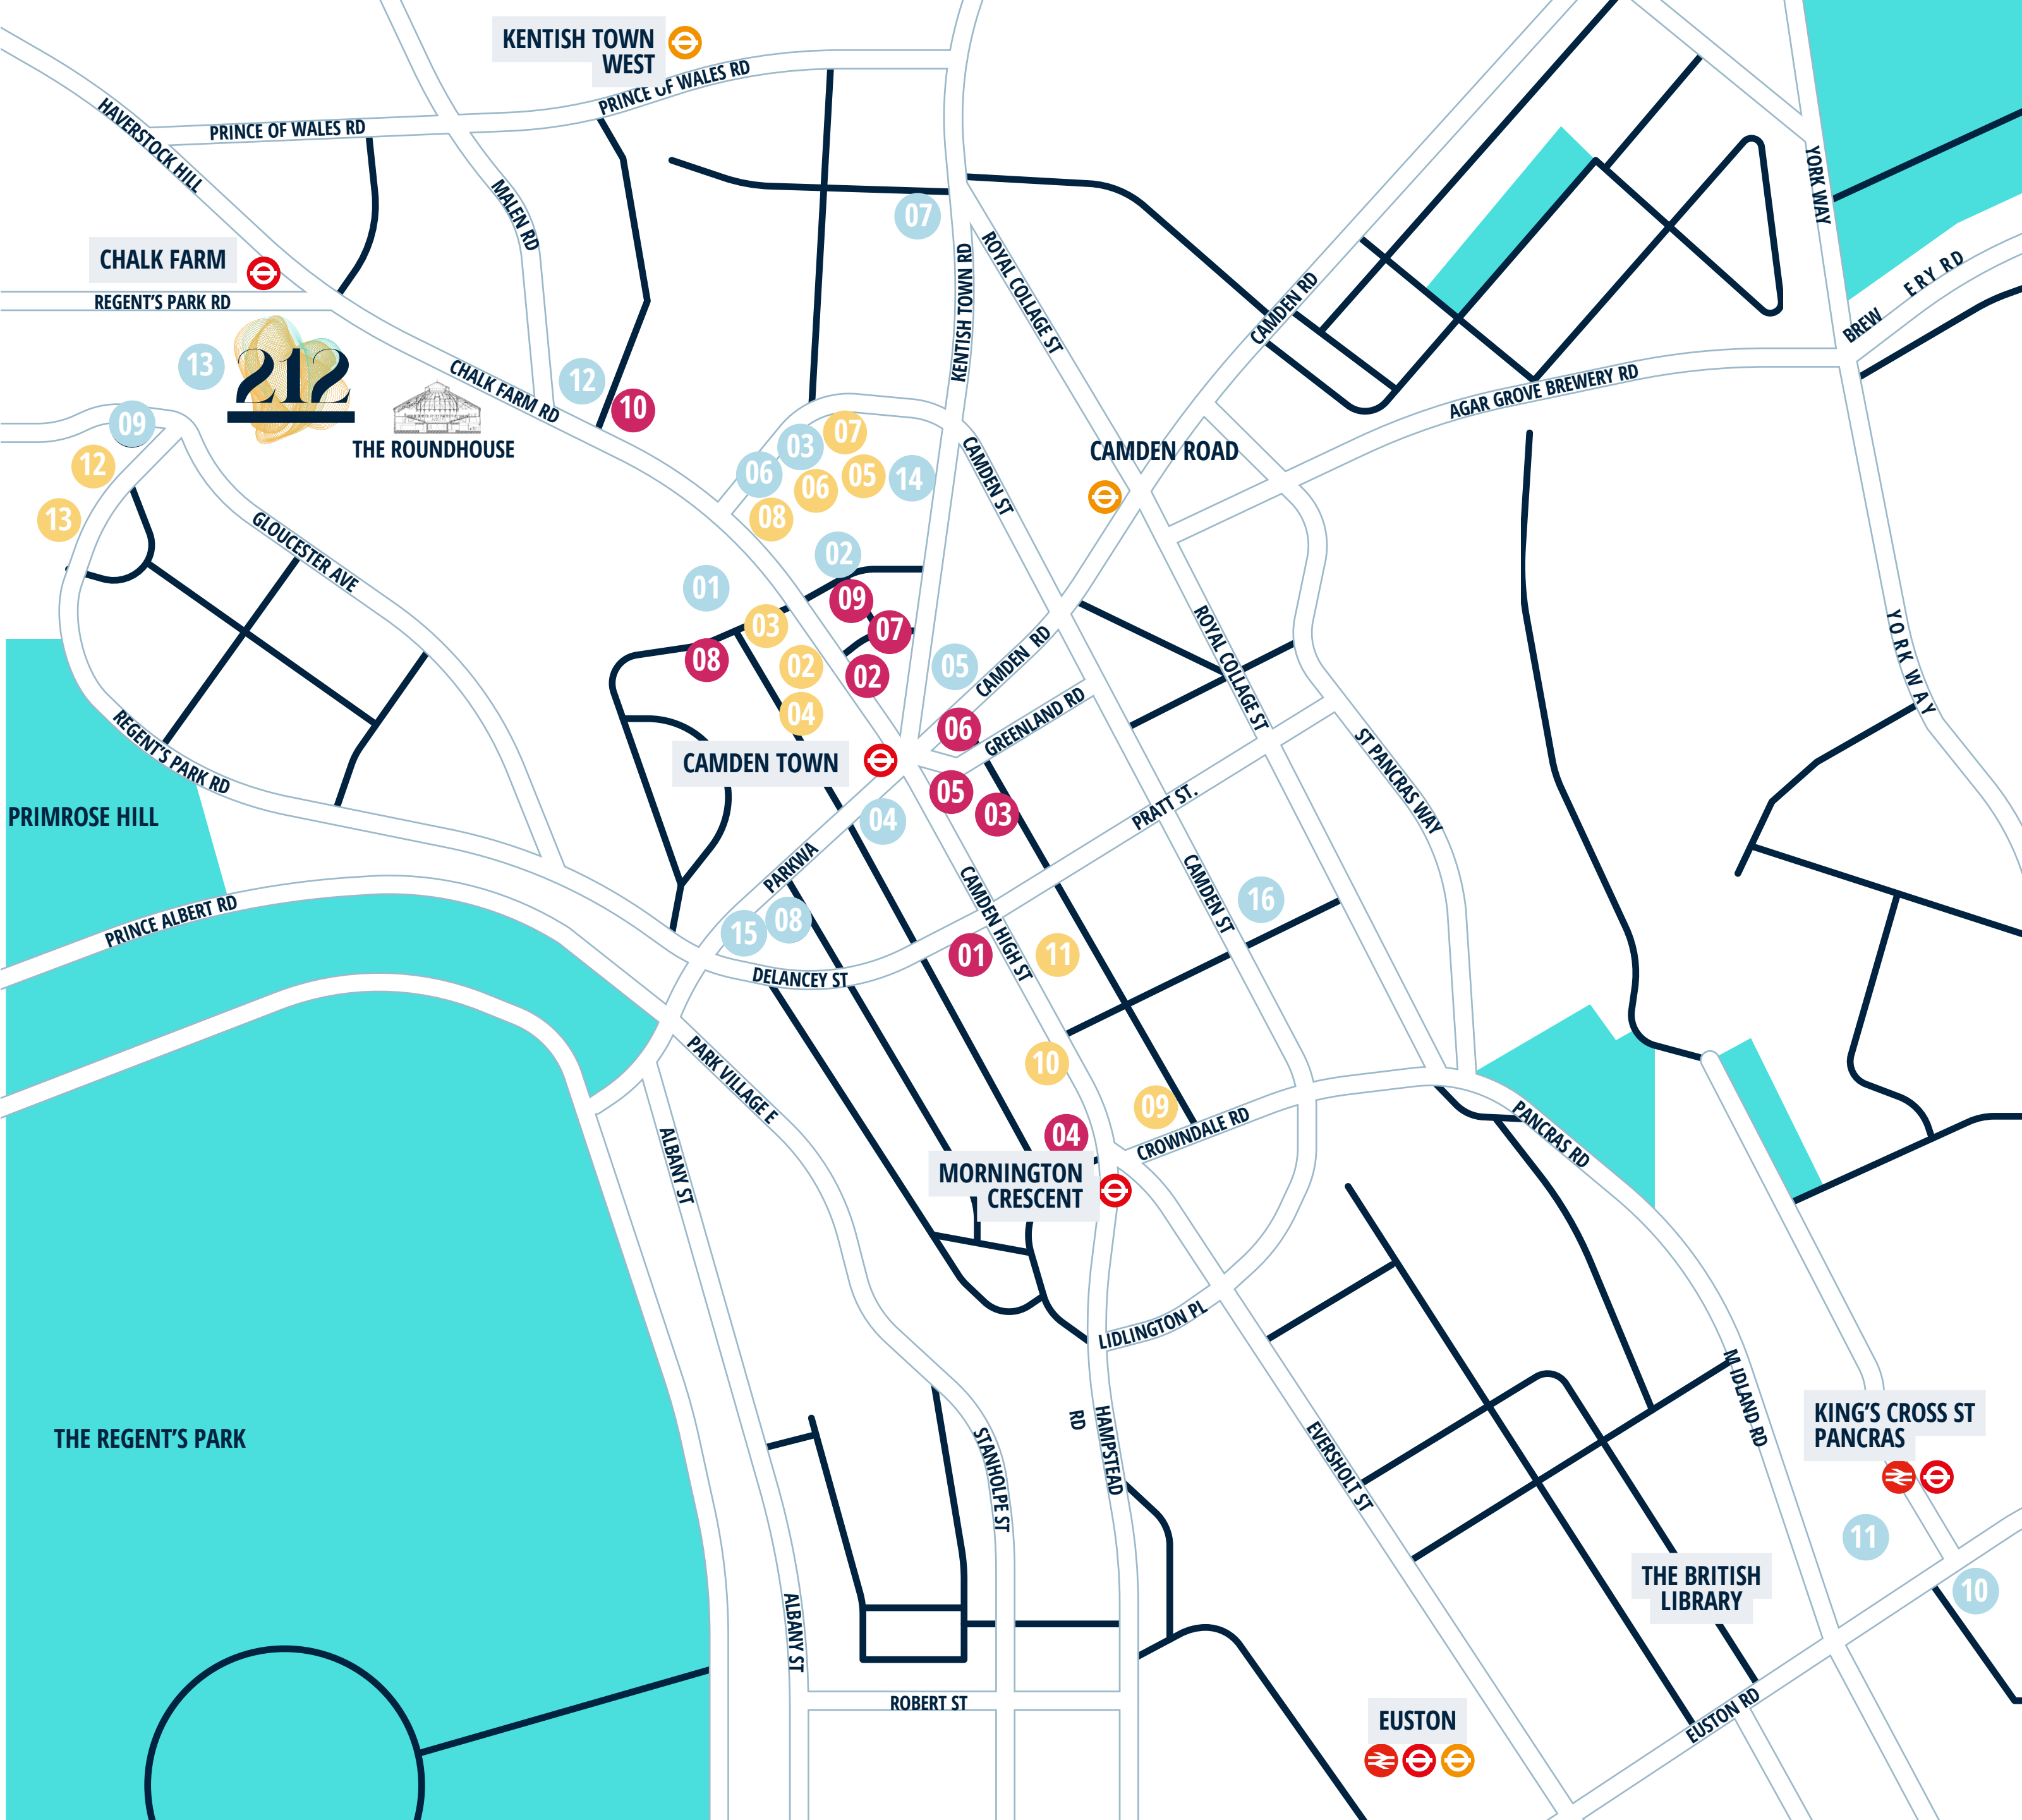 KENTISH TOWN
WEST
PRINCE OF WALES RD
HAVERSTOCK HILL
PRINCE OF WALES RD
MALEN RD
YORK WAY
07
CHALK FARM
REGENT'S PARK RD
KENTISH TOWN RD
ROYAL COLLAGE ST
CAMDEN RD
BREW
ERY RD
13
212
THE ROUNDHOUSE
CHALK FARM RD
12
10
AGAR GROVE BREWERY RD
09
12
13
03
07
06
06
05
14
08
CAMDEN ST
CAMDEN ROAD
GLOUCESTER AVE
02
01
09
03
07
08
02
02
04
05
CAMDEN RD
ROYAL COLLAGE ST
YORK WAY
06
GREENLAND RD
REGENT'S PARK RD
CAMDEN TOWN
05
03
04
PRATT ST.
ST PANCRAS WAY
PRIMROSE HILL
PARKWA
CAMDEN HIGH ST
CAMDEN ST
16
PRINCE ALBERT RD
15
08
DELANCEY ST
01
11
PARK VILLAGE E
10
09
04
CROWNDALE RD
PANCRAS RD
ALBANY ST
MORNINGTON
CRESCENT
LIDLINGTON PL
THE REGENT'S PARK
STANHOLPE ST
HAMPSTEAD
RD
EVERSHOLT ST
MIDLAND RD
KING'S CROSS ST
PANCRAS
11
10
THE BRITISH
LIBRARY
ALBANY ST
ROBERT ST
EUSTON
EUSTON RD